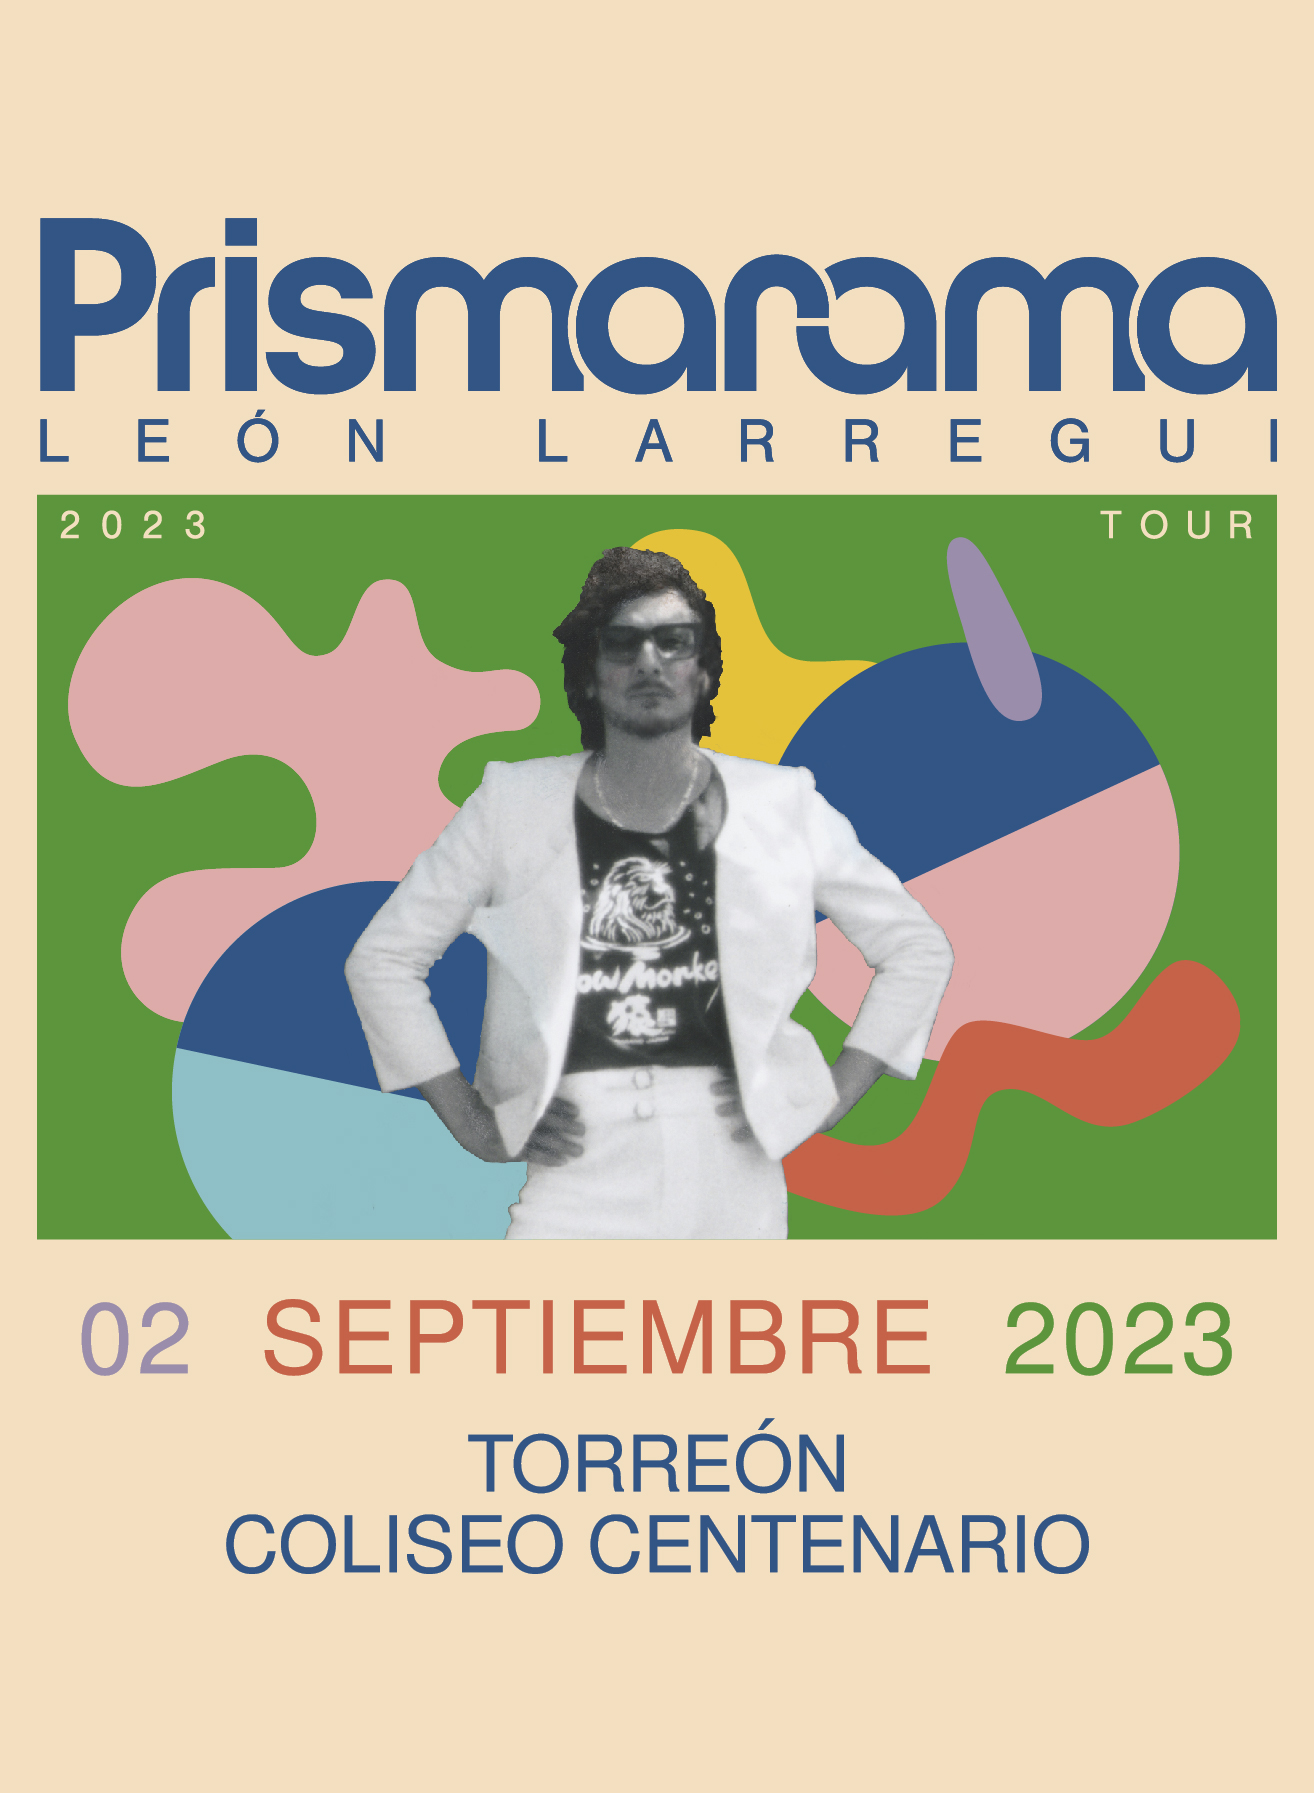 Prismarama
LEÓN LARREGUI
2023 TOUR
02 SEPTIEMBRE 2023
TORREÓN
COLISEO CENTENARIO